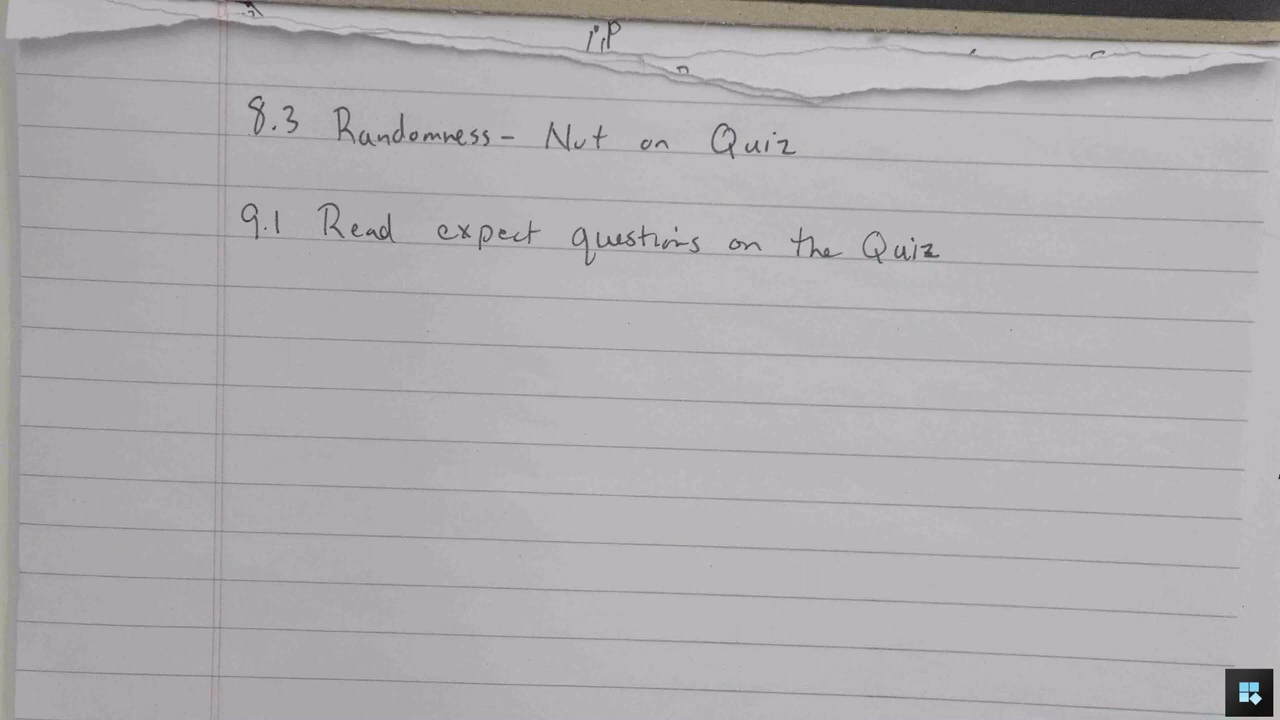 8.3 Randomness - Not on Quiz
9.1 Read expect questions on the Quiz